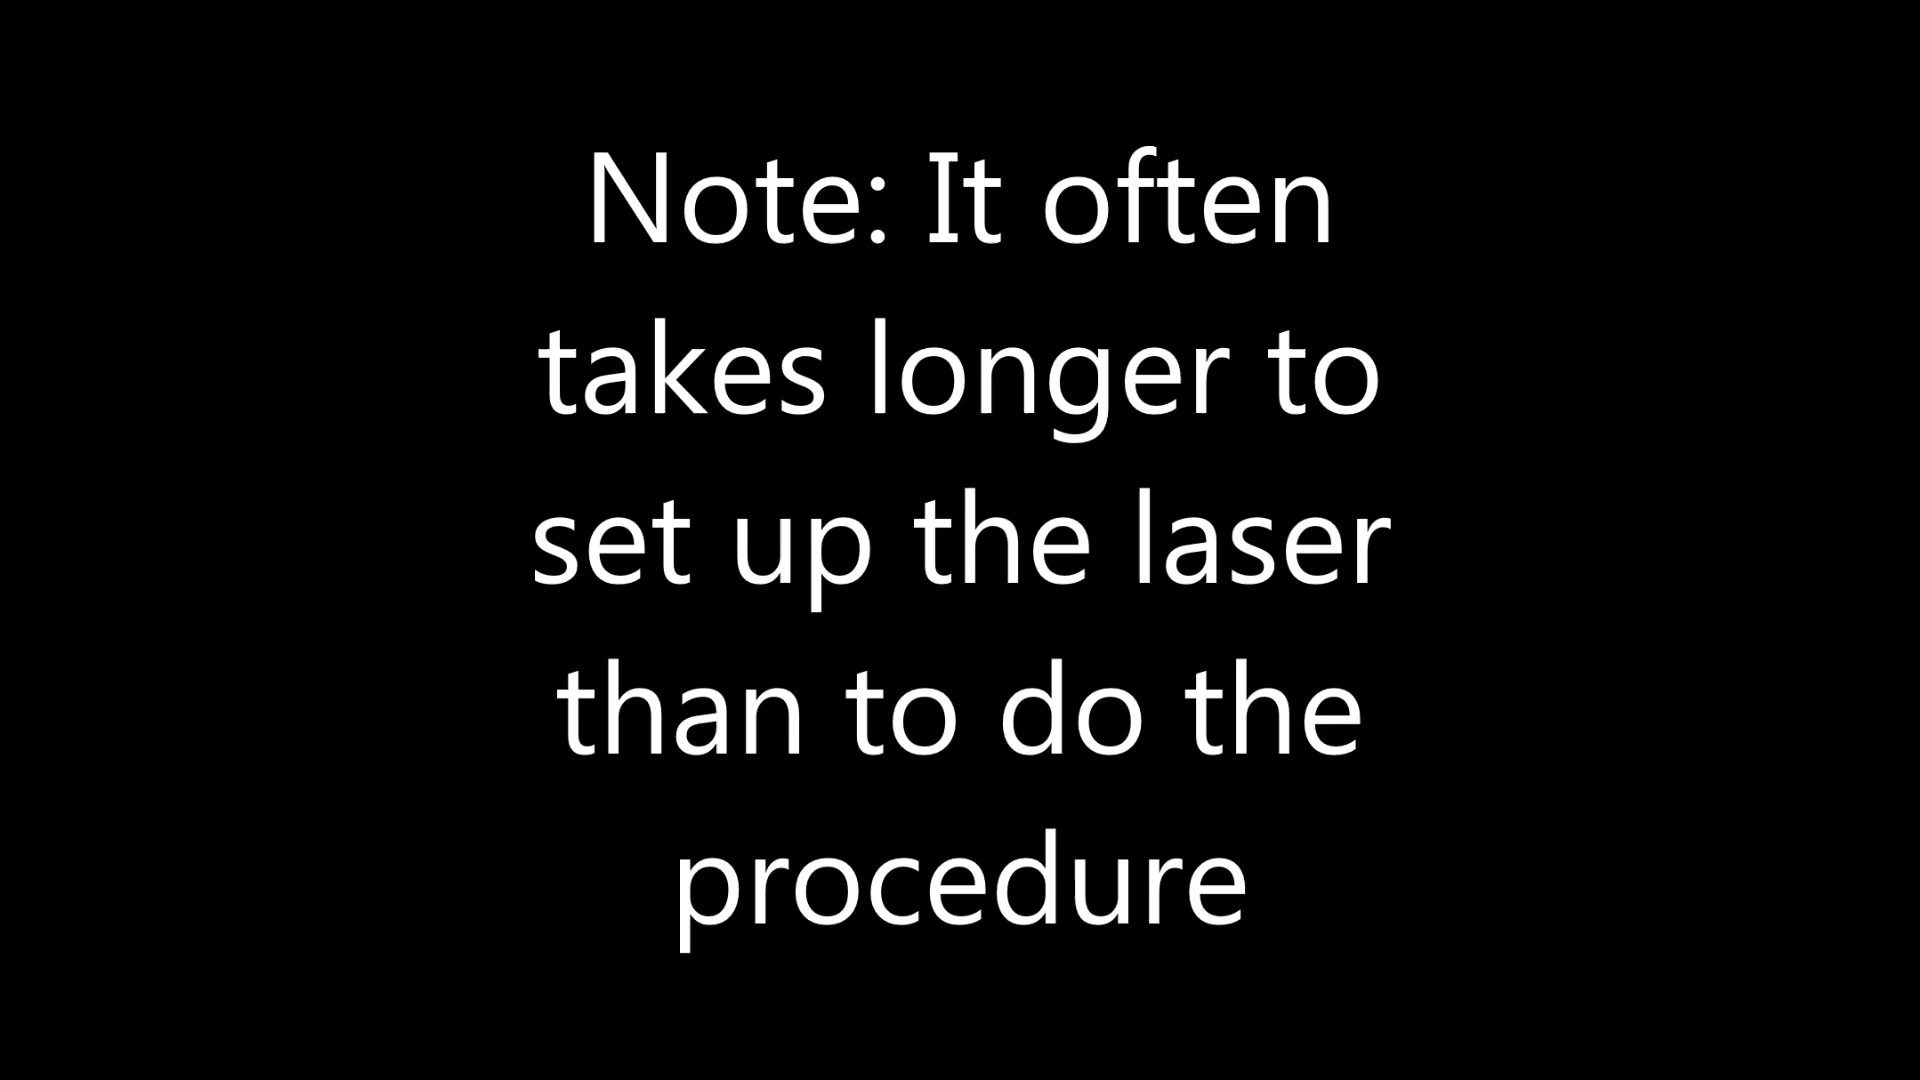 Note: It often
takes longer to
set up the laser
than to do the
procedure